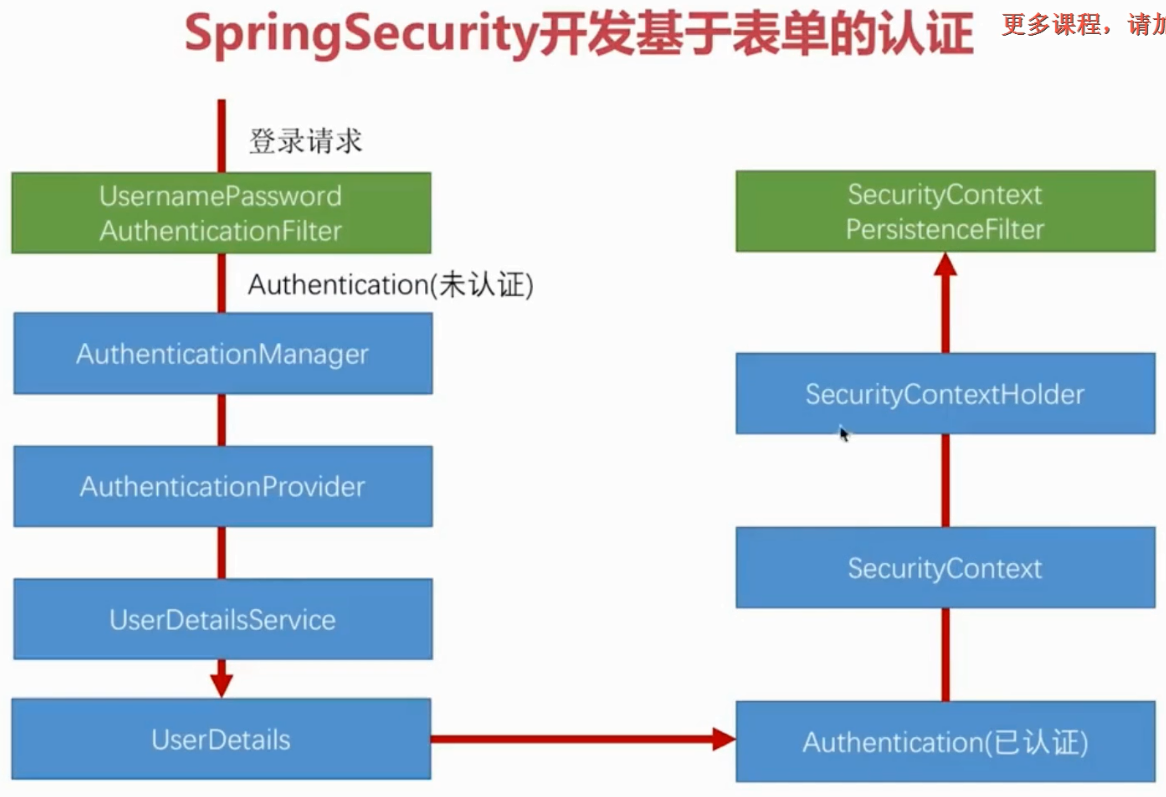 SpringSecurity开发基于表单的认证
更多课程，请加
登录请求
UsernamePassword
AuthenticationFilter
Authentication(未认证)
AuthenticationManager
AuthenticationProvider
UserDetailsService
UserDetails
SecurityContext
PersistenceFilter
SecurityContextHolder
SecurityContext
Authentication(已认证)